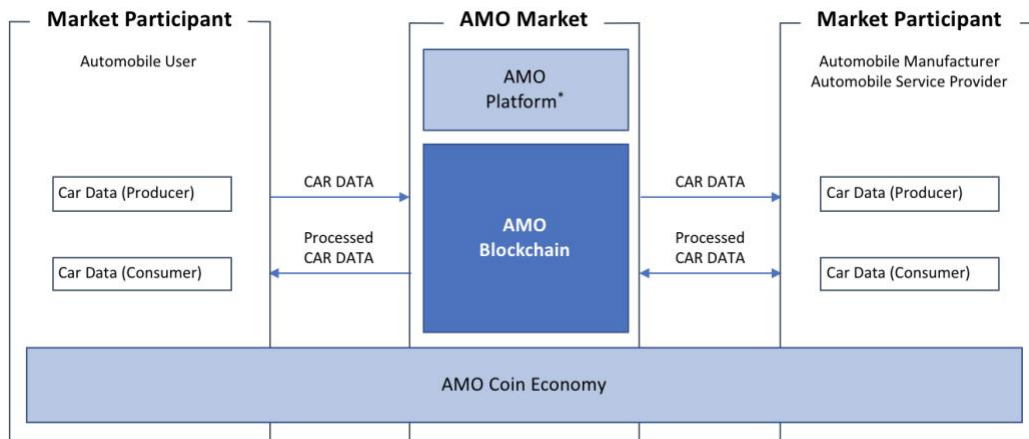 Market Participant
Automobile User
Car Data (Producer)
Car Data (Consumer)
CAR DATA
Processed
CAR DATA
AMO Market
AMO
Platform*
AMO
Blockchain
CAR DATA
Processed
CAR DATA
Market Participant
Automobile Manufacturer
Automobile Service Provider
Car Data (Producer)
Car Data (Consumer)
AMO Coin Economy